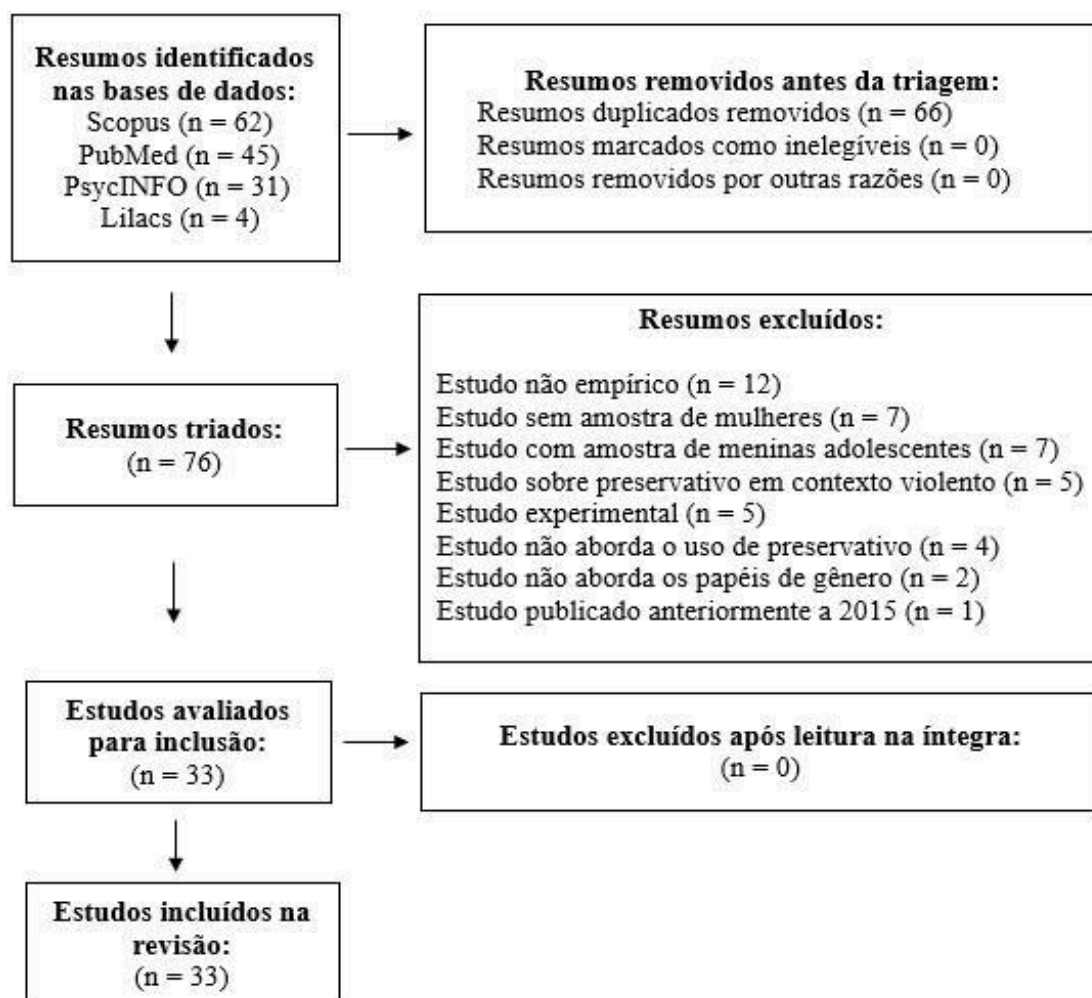 Resumos identificados
nas bases de dados:
Scopus (n = 62)
PubMed (n = 45)
PsycINFO (n = 31)
Lilacs (n = 4)
Resumos removidos antes da triagem:
Resumos duplicados removidos (n = 66)
Resumos marcados como inelegíveis (n = 0)
Resumos removidos por outras razões (n = 0)
Resumos triados:
(n = 76)
Resumos excluídos:
Estudo não empírico (n = 12)
Estudo sem amostra de mulheres (n = 7)
Estudo com amostra de meninas adolescentes (n = 7)
Estudo sobre preservativo em contexto violento (n = 5)
Estudo experimental (n = 5)
Estudo não aborda o uso de preservativo (n = 4)
Estudo não aborda os papéis de gênero (n = 2)
Estudo publicado anteriormente a 2015 (n = 1)
Estudos avaliados
para inclusão:
(n = 33)
Estudos excluídos após leitura na íntegra:
(n = 0)
Estudos incluídos na
revisão:
(n = 33)